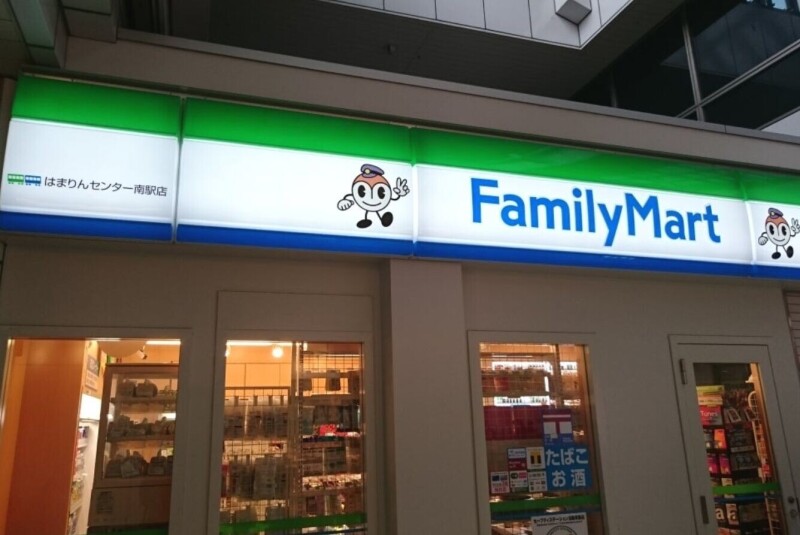 はまりんセンター南駅店
FamilyMart
たばこ
お酒